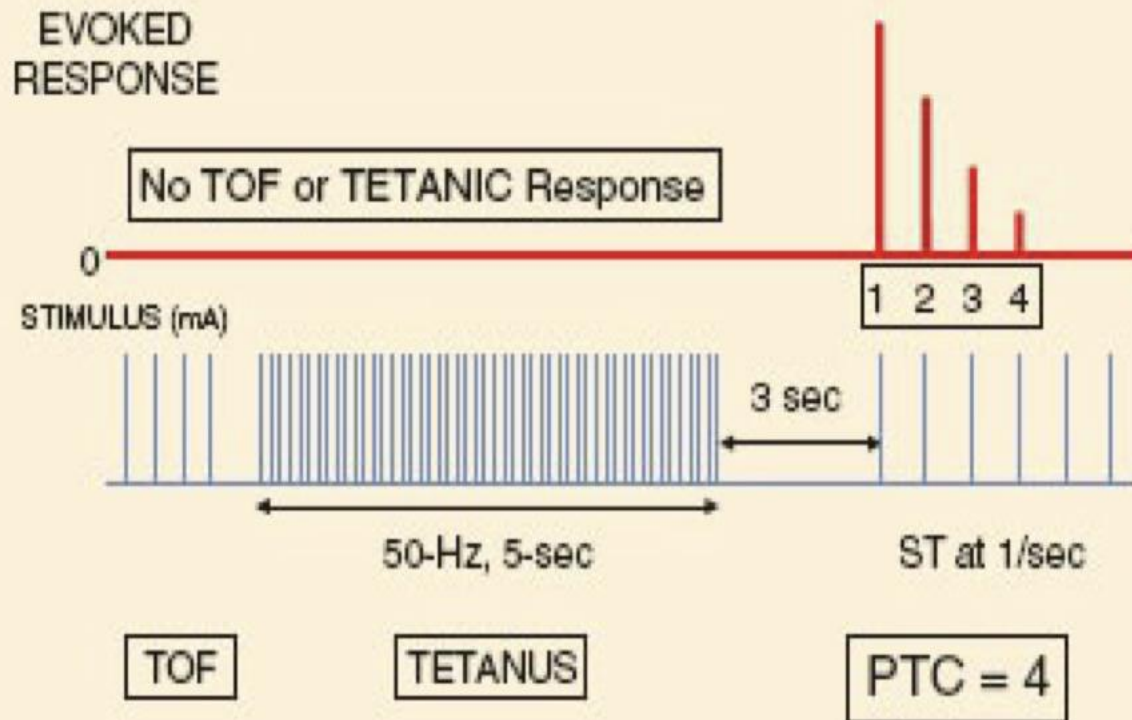 EVOKED
RESPONSE
No TOF or TETANIC Response
0
1 2 3 4
STIMULUS (mA)
3 sec
50-Hz, 5-sec
ST at 1/sec
TOF
TETANUS
PTC = 4